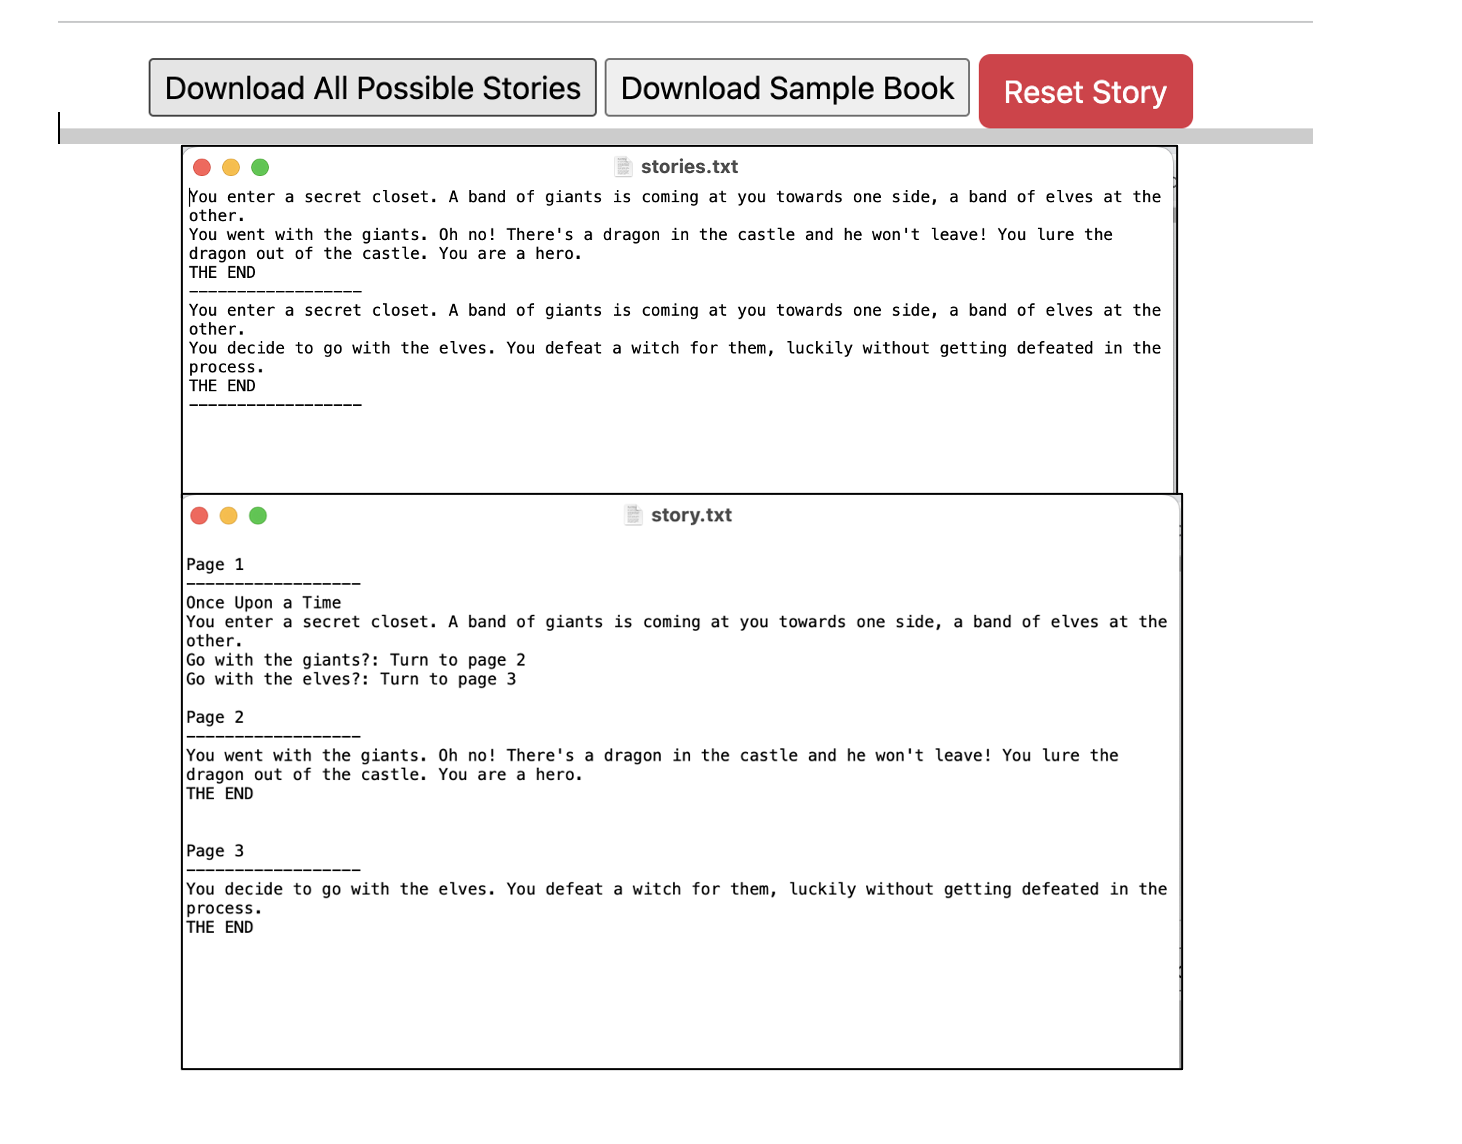 Download All Possible Stories Download Sample Book Reset Story
stories.txt
You enter a secret closet. A band of giants is coming at you towards one side, a band of elves at the
other.
You went with the giants. Oh no! There's a dragon in the castle and he won't leave! You lure the
dragon out of the castle. You are a hero.
THE END
------------------
You enter a secret closet. A band of giants is coming at you towards one side, a band of elves at the
other.
You decide to go with the elves. You defeat a witch for them, luckily without getting defeated in the
process.
THE END
------------------
story.txt
Page 1
------------------
Once Upon a Time
You enter a secret closet. A band of giants is coming at you towards one side, a band of elves at the
other.
Go with the giants?: Turn to page 2
Go with the elves?: Turn to page 3
Page 2
------------------
You went with the giants. Oh no! There's a dragon in the castle and he won't leave! You lure the
dragon out of the castle. You are a hero.
THE END
Page 3
------------------
You decide to go with the elves. You defeat a witch for them, luckily without getting defeated in the
process.
THE END